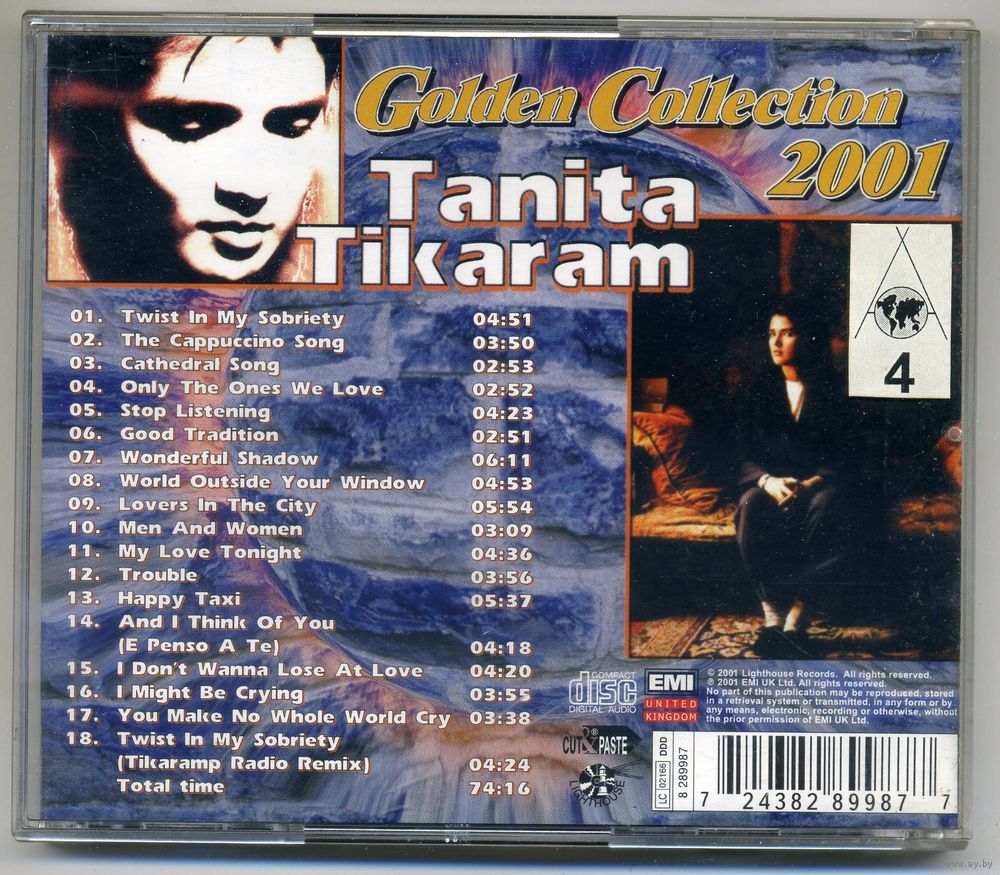 Golden Collection
2001
Tanita
Tikaram
4
01. Twist In My Sobriety 04:51
02. The Cappuccino Song 03:50
03. Cathedral Song 02:53
04. Only The Ones We Love 02:52
05. Stop Listening 04:23
06. Good Tradition 02:51
07. Wonderful Shadow 06:11
08. World Outside Your Window 04:53
09. Lovers In The City 05:54
10. Men And Women 03:09
11. My Love Tonight 04:36
12. Trouble 03:56
13. Happy Taxi 05:37
14. And I Think Of You
(E Penso A Te) 04:18
15. I Don't Wanna Lose At Love 04:20
16. I Might Be Crying 03:55
17. You Make No Whole World Cry 03:38
18. Twist In My Sobriety
(Tikaramp Radio Remix) 04:24
Total time 74:16
COMPACT
disc
DIGITAL AUDIO
EMI
UNITED
KINGDOM
© 2001 Lighthouse Records. All rights reserved.
℗ 2001 EMI UK Ltd. All rights reserved.
No part of this publication may be reproduced, stored
in a retrieval system or transmitted, in any form or by
any means, electronic, recording or otherwise, without
the prior permission of EMI UK Ltd.
CUT & PASTE
LIGHTHOUSE
LC 02166 DDD
8 289987
7 24382 89987 7
www.ay.by